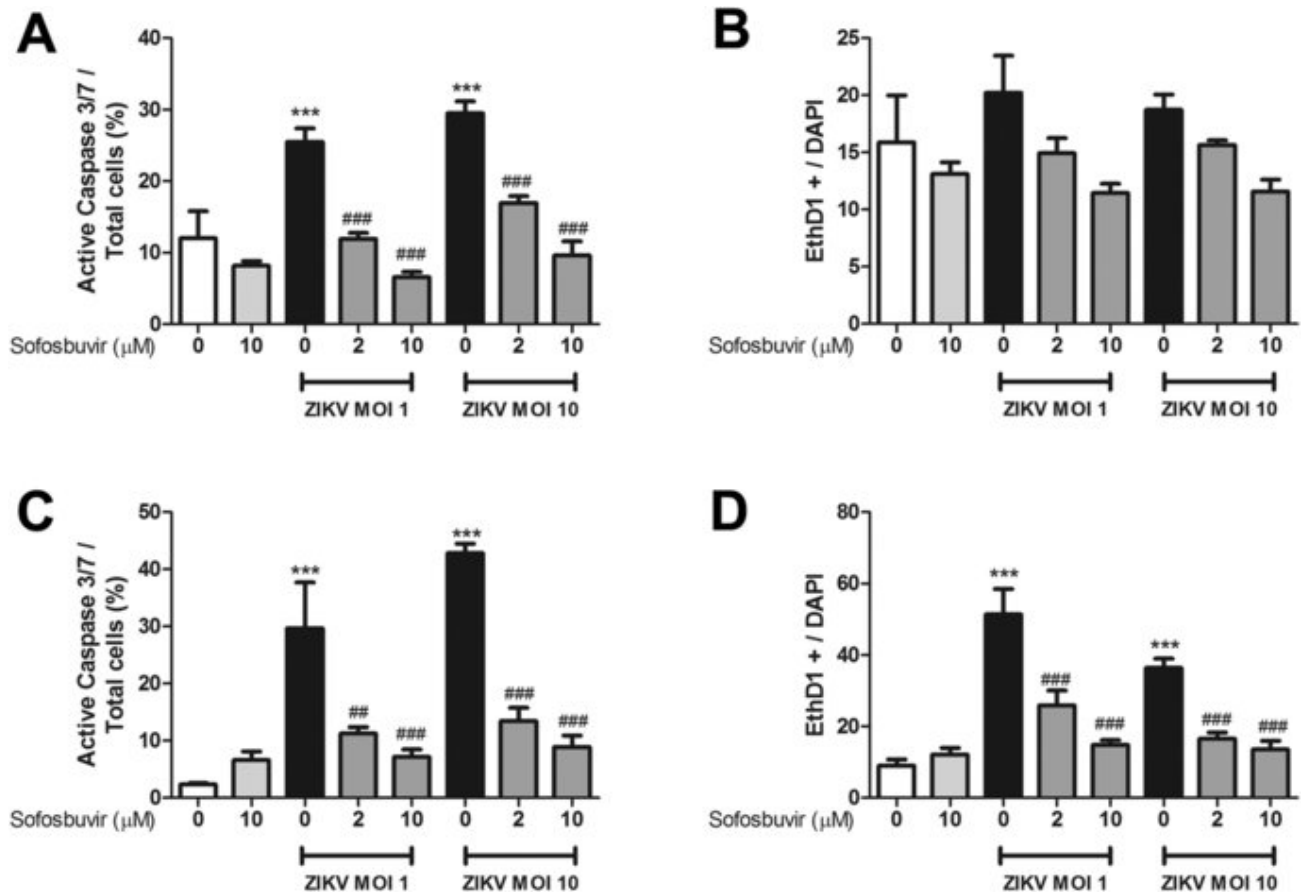 A
Active Caspase 3/7 /
Total cells (%)
40
30
20
10
0
***
###
###
***
###
###
Sofosbuvir (μM) 0 10 0 2 10 0 2 10
ZIKV MOI 1 ZIKV MOI 10
B
EthD1 + / DAPI
25
20
15
10
5
0
Sofosbuvir (μM) 0 10 0 2 10 0 2 10
ZIKV MOI 1 ZIKV MOI 10
C
Active Caspase 3/7 /
Total cells (%)
50
40
30
20
10
0
***
##
###
***
###
###
Sofosbuvir (μM) 0 10 0 2 10 0 2 10
ZIKV MOI 1 ZIKV MOI 10
D
EthD1 + / DAPI
80
60
40
20
0
***
###
###
***
###
###
Sofosbuvir (μM) 0 10 0 2 10 0 2 10
ZIKV MOI 1 ZIKV MOI 10